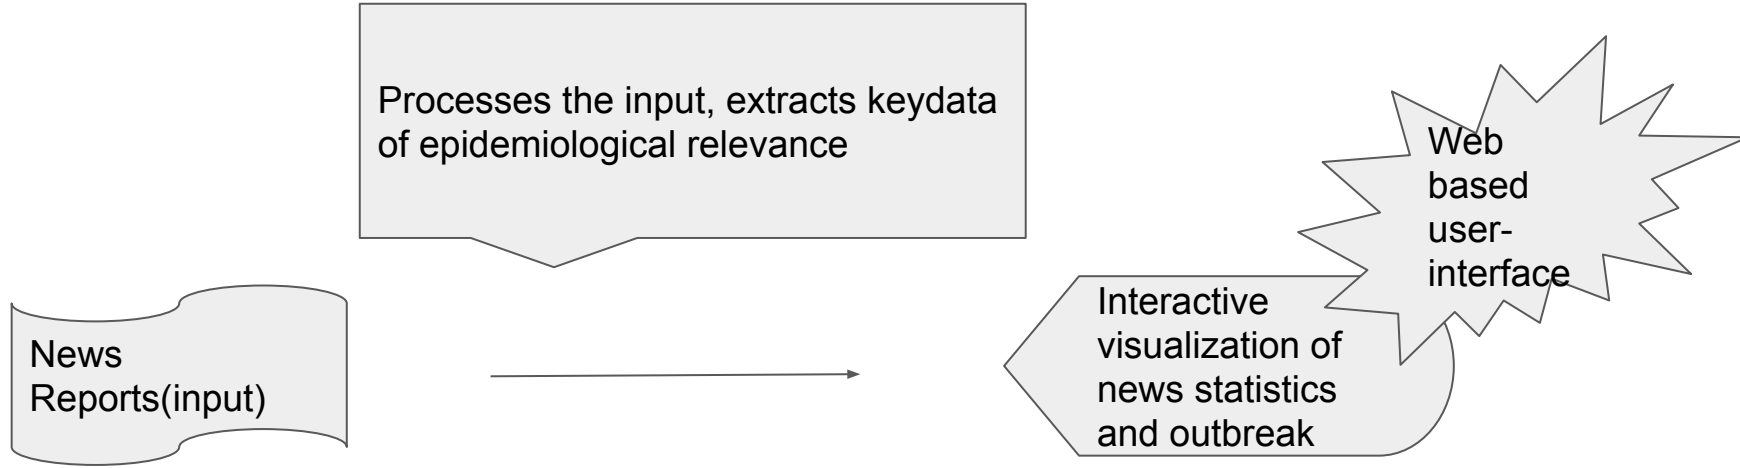 Processes the input, extracts keydata
of epidemiological relevance
Web
based
user-
interface
News
Reports(input)
Interactive
visualization of
news statistics
and outbreak